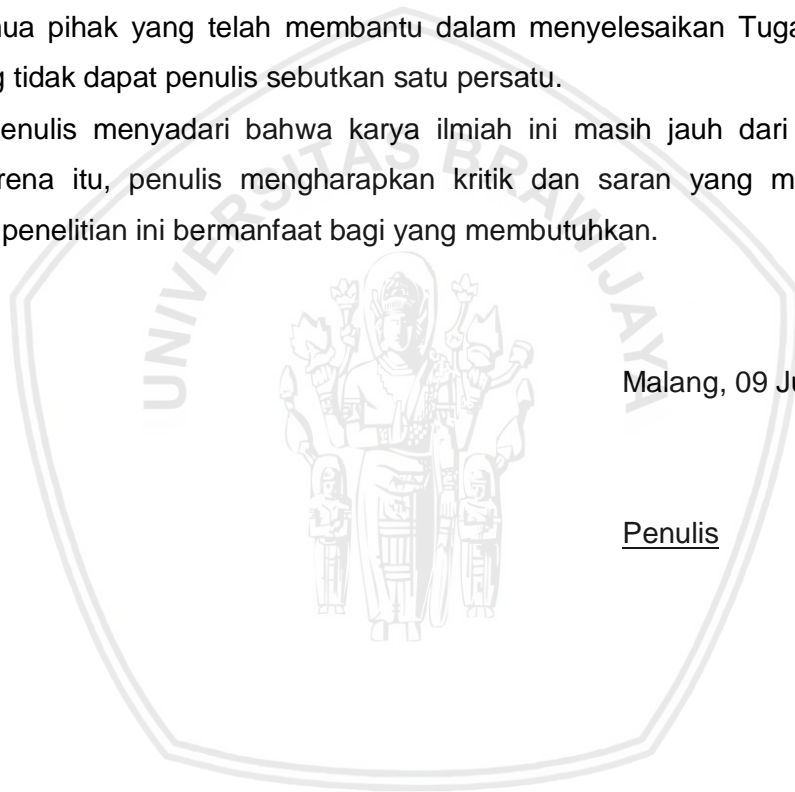 nua pihak yang telah membantu dalam menyelesaikan Tuga
g tidak dapat penulis sebutkan satu persatu.
enulis menyadari bahwa karya ilmiah ini masih jauh dari
rena itu, penulis mengharapkan kritik dan saran yang m
penelitian ini bermanfaat bagi yang membutuhkan.
UNIVERSITAS BRAWIJAYA
Malang, 09 Ju
Penulis